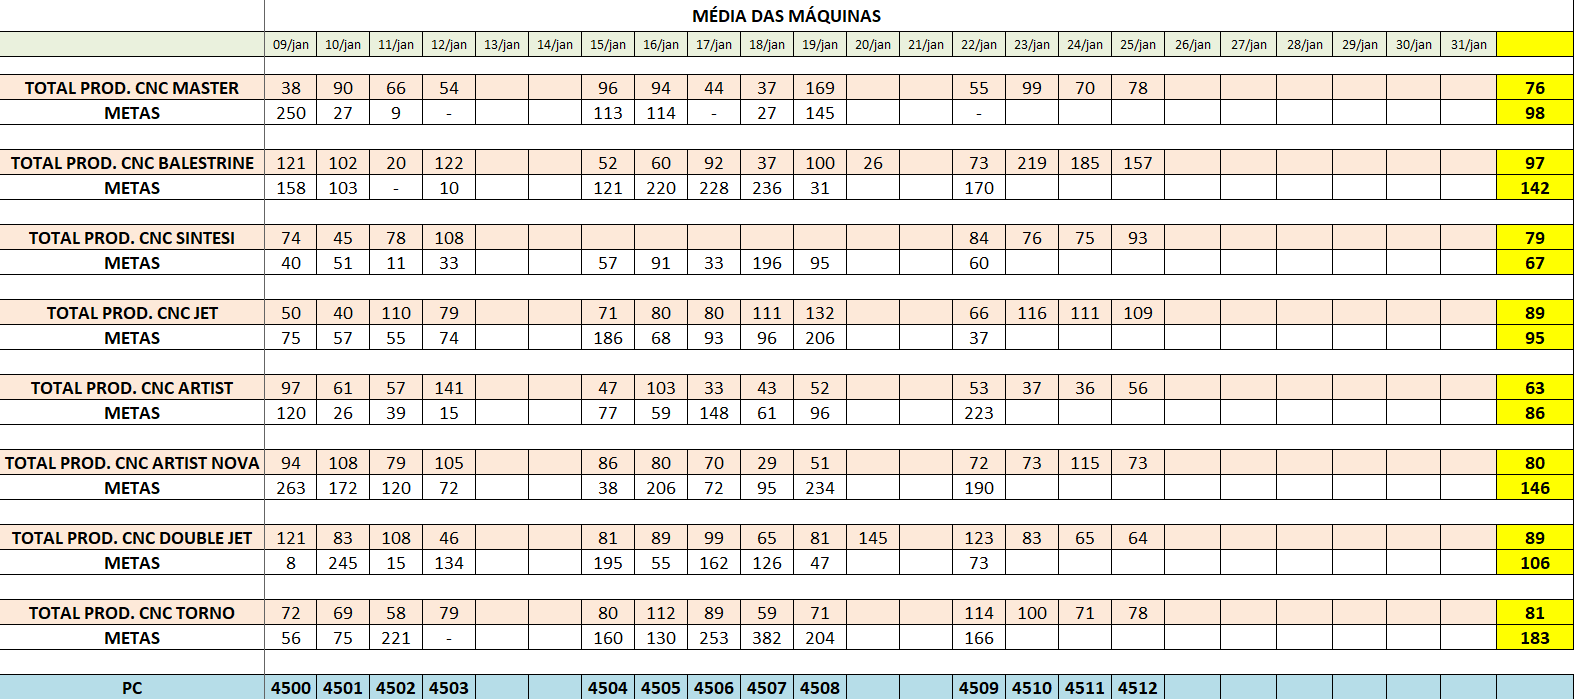 MÉDIA DAS MÁQUINAS
09/jan 10/jan 11/jan 12/jan 13/jan 14/jan 15/jan 16/jan 17/jan 18/jan 19/jan 20/jan 21/jan 22/jan 23/jan 24/jan 25/jan 26/jan 27/jan 28/jan 29/jan 30/jan 31/jan
TOTAL PROD. CNC MASTER 38 90 66 54 96 94 44 37 169 55 99 70 78 76
METAS 250 27 9 - 113 114 - 27 145 - 98
TOTAL PROD. CNC BALESTRINE 121 102 20 122 52 60 92 37 100 26 73 219 185 157 97
METAS 158 103 - 10 121 220 228 236 31 170 142
TOTAL PROD. CNC SINTESI 74 45 78 108 84 76 75 93 79
METAS 40 51 11 33 57 91 33 196 95 60 67
TOTAL PROD. CNC JET 50 40 110 79 71 80 80 111 132 66 116 111 109 89
METAS 75 57 55 74 186 68 93 96 206 37 95
TOTAL PROD. CNC ARTIST 97 61 57 141 47 103 33 43 52 53 37 36 56 63
METAS 120 26 39 15 77 59 148 61 96 223 86
TOTAL PROD. CNC ARTIST NOVA 94 108 79 105 86 80 70 29 51 72 73 115 73 80
METAS 263 172 120 72 38 206 72 95 234 190 146
TOTAL PROD. CNC DOUBLE JET 121 83 108 46 81 89 99 65 81 145 123 83 65 64 89
METAS 8 245 15 134 195 55 162 126 47 73 106
TOTAL PROD. CNC TORNO 72 69 58 79 80 112 89 59 71 114 100 71 78 81
METAS 56 75 221 - 160 130 253 382 204 166 183
PC 4500 4501 4502 4503 4504 4505 4506 4507 4508 4509 4510 4511 4512